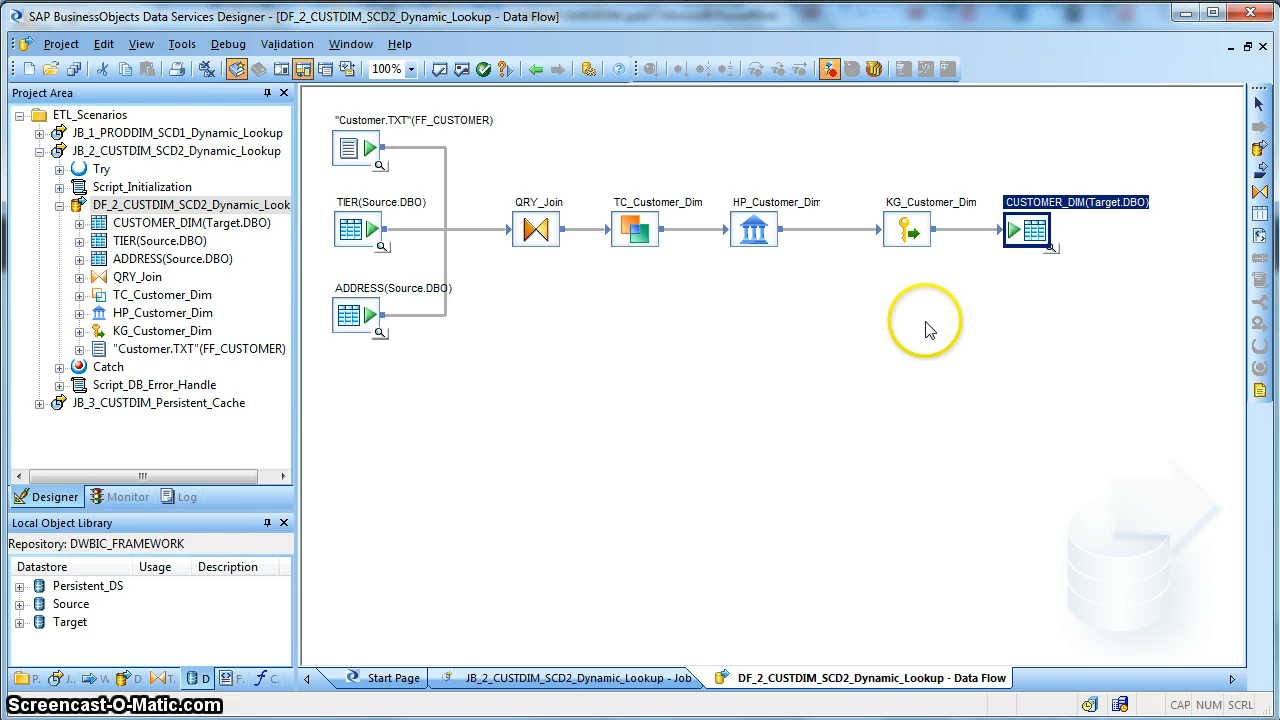 SAP BusinessObjects Data Services Designer - [DF_2_CUSTDIM_SCD2_Dynamic_Lookup - Data Flow]
Project Edit View Tools Debug Validation Window Help
100%
Project Area
ETL_Scenarios
JB_1_PRODDIM_SCD1_Dynamic_Lookup
JB_2_CUSTDIM_SCD2_Dynamic_Lookup
Try
Script_Initialization
DF_2_CUSTDIM_SCD2_Dynamic_Look
CUSTOMER_DIM(Target.DBO)
TIER(Source.DBO)
ADDRESS(Source.DBO)
QRY_Join
TC_Customer_Dim
HP_Customer_Dim
KG_Customer_Dim
"Customer.TXT"(FF_CUSTOMER)
Catch
Script_DB_Error_Handle
JB_3_CUSTDIM_Persistent_Cache
Designer Monitor Log
Local Object Library
Repository: DWBIC_FRAMEWORK
Datastore Usage Description
Persistent_DS
Source
Target
P. J.. W D T. D F. C.
"Customer.TXT"(FF_CUSTOMER)
TIER(Source.DBO) QRY_Join TC_Customer_Dim HP_Customer_Dim KG_Customer_Dim CUSTOMER_DIM(Target.DBO)
ADDRESS(Source.DBO)
Start Page JB_2_CUSTDIM_SCD2_Dynamic_Lookup - Job DF_2_CUSTDIM_SCD2_Dynamic_Lookup - Data Flow
CAP NUM SCRL
Screencast-O-Matic.com